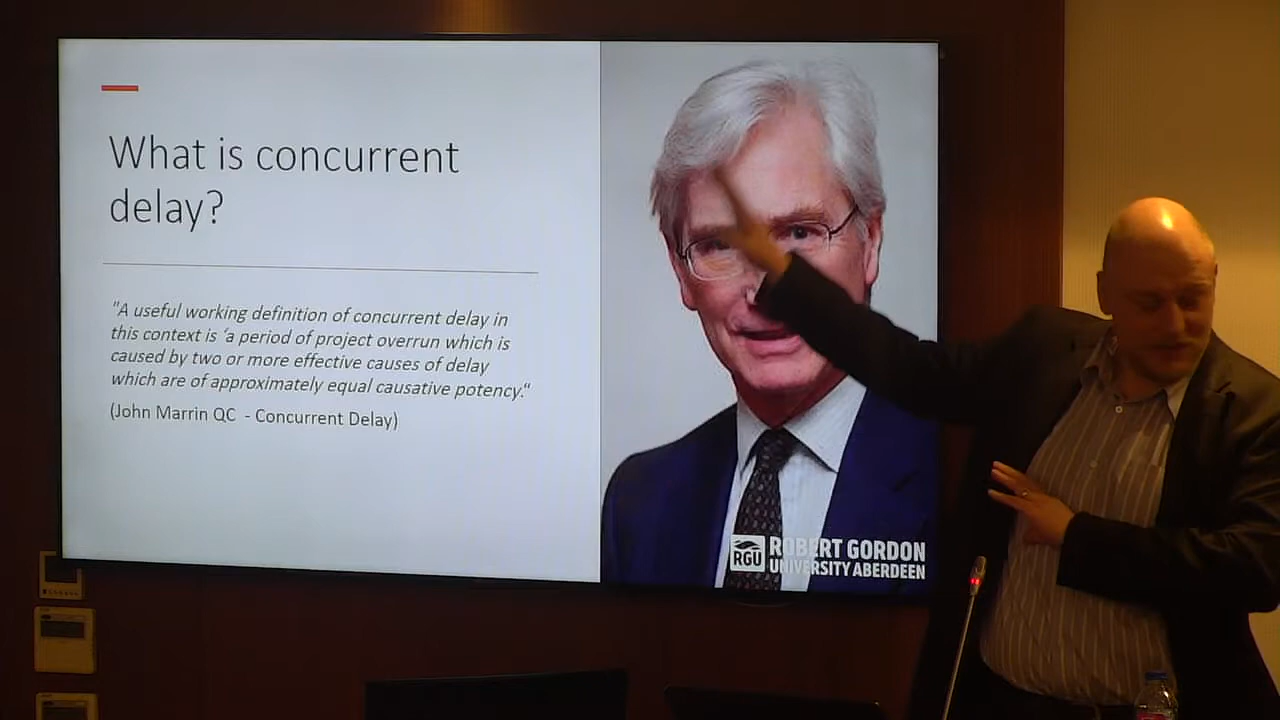 What is concurrent
delay?
"A useful working definition of concurrent delay in
this context is ‘a period of project overrun which is
caused by two or more effective causes of delay
which are of approximately equal causative potency."
(John Marrin QC - Concurrent Delay)
RGU
ROBERT GORDON
UNIVERSITY ABERDEEN